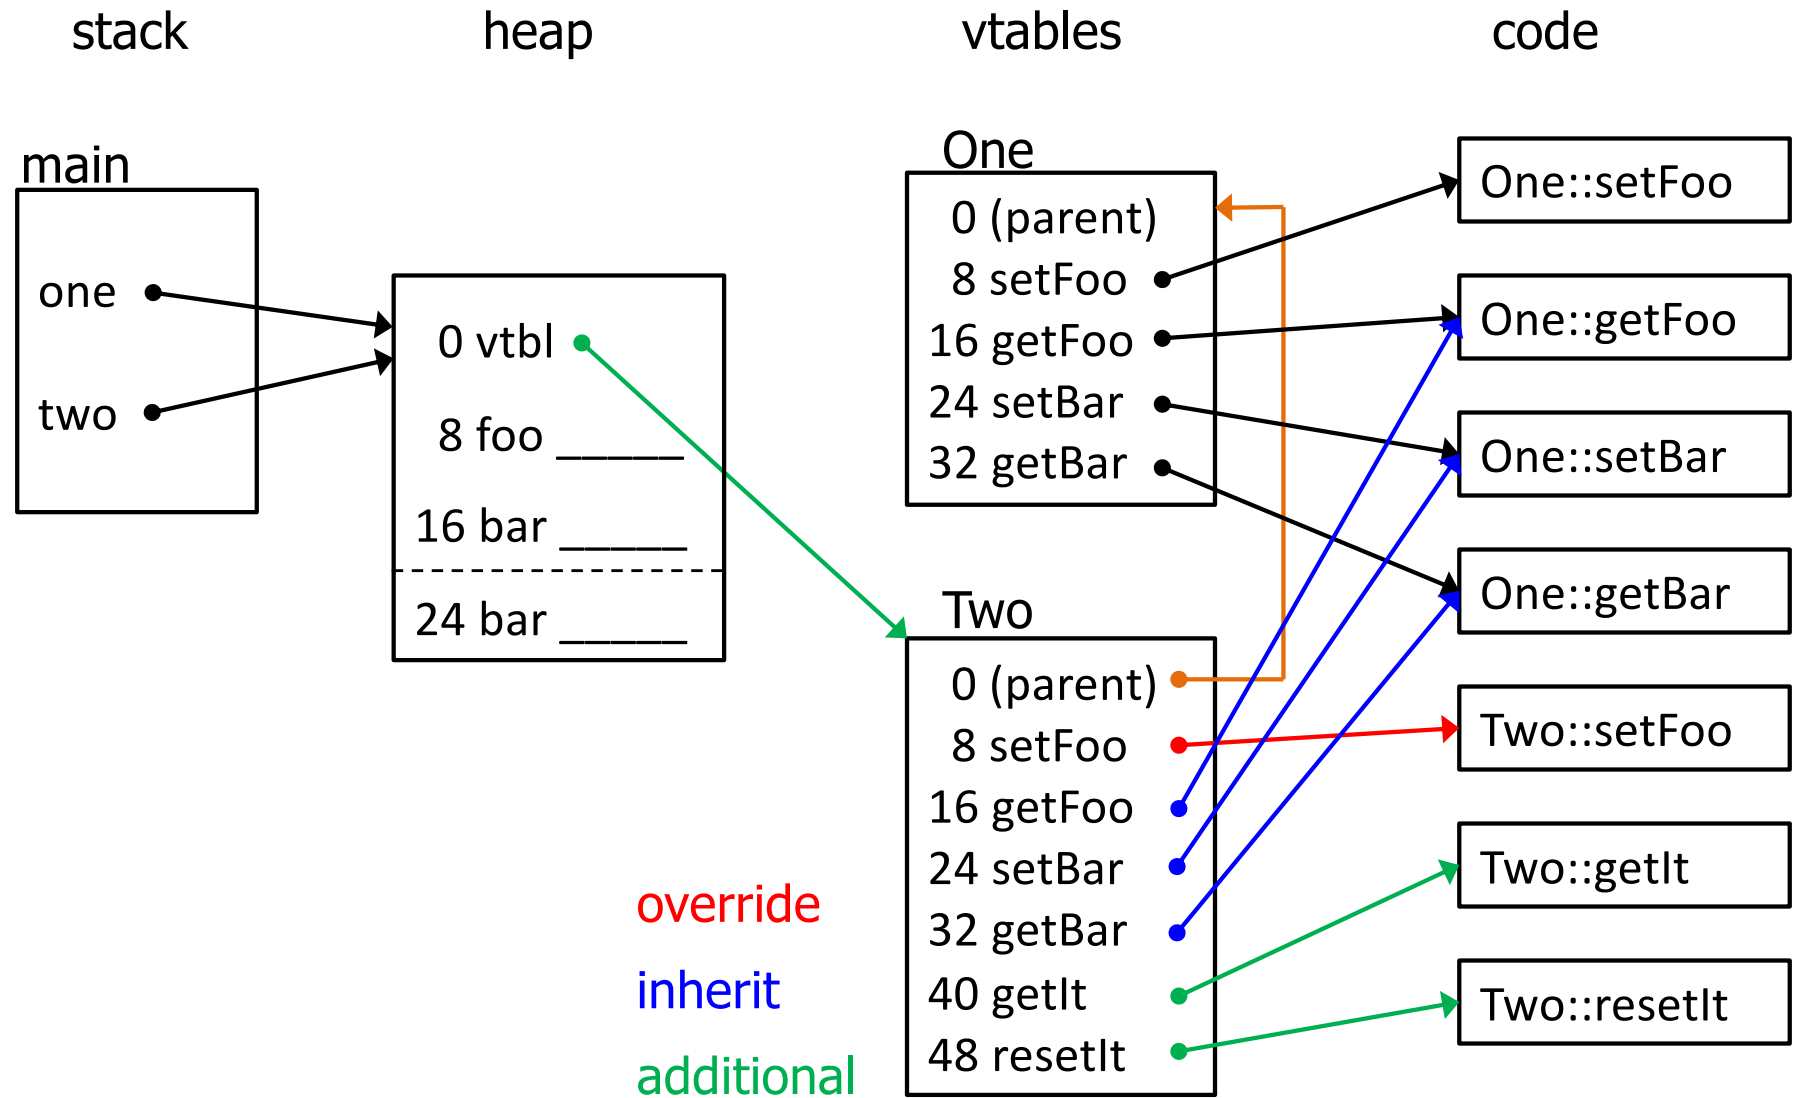 stack
heap
vtables
code
main
one
two
0 vtbl
8 foo _____
16 bar _____
24 bar _____
One
0 (parent)
8 setFoo
16 getFoo
24 setBar
32 getBar
Two
0 (parent)
8 setFoo
16 getFoo
24 setBar
32 getBar
40 getIt
48 resetIt
One::setFoo
One::getFoo
One::setBar
One::getBar
Two::setFoo
Two::getIt
Two::resetIt
override
inherit
additional